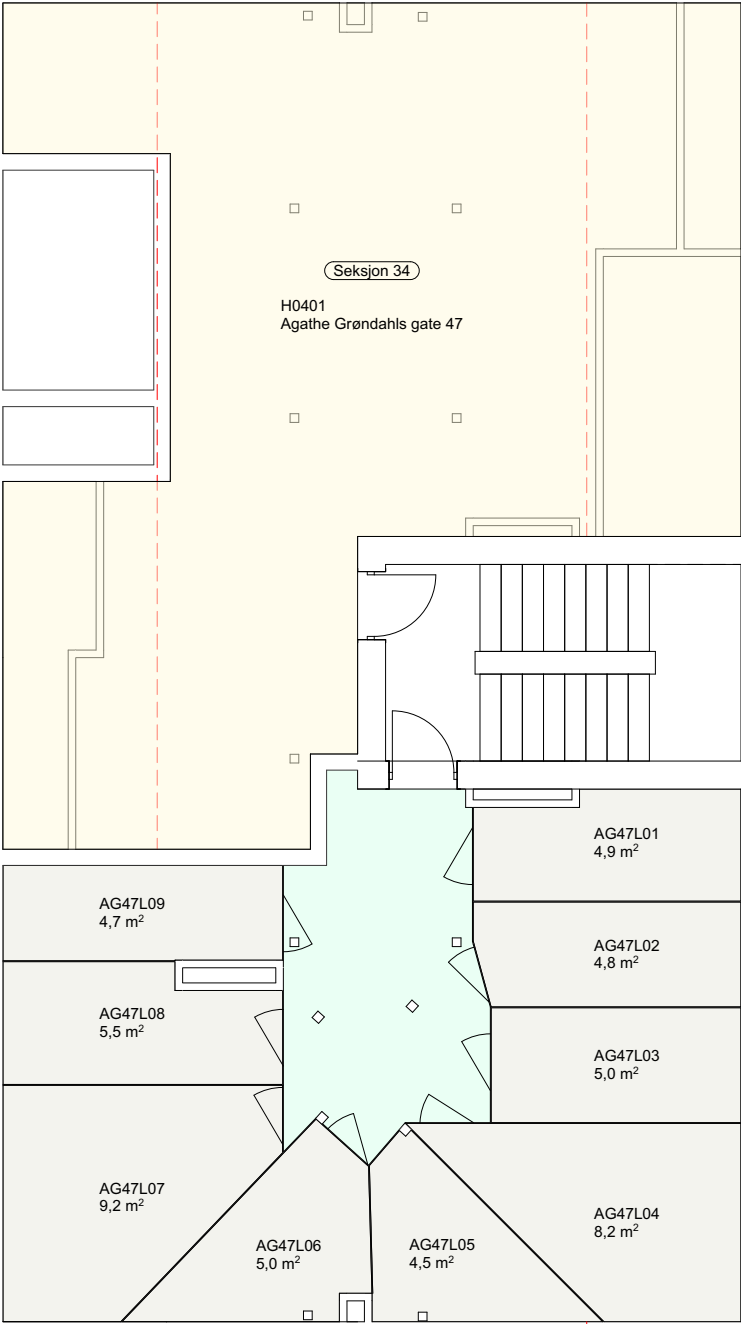 Seksjon 34
H0401
Agathe Grøndahls gate 47
AG47L01
4,9 m²
AG47L09
4,7 m²
AG47L02
4,8 m²
AG47L08
5,5 m²
AG47L03
5,0 m²
AG47L07
9,2 m²
AG47L04
8,2 m²
AG47L06
5,0 m²
AG47L05
4,5 m²